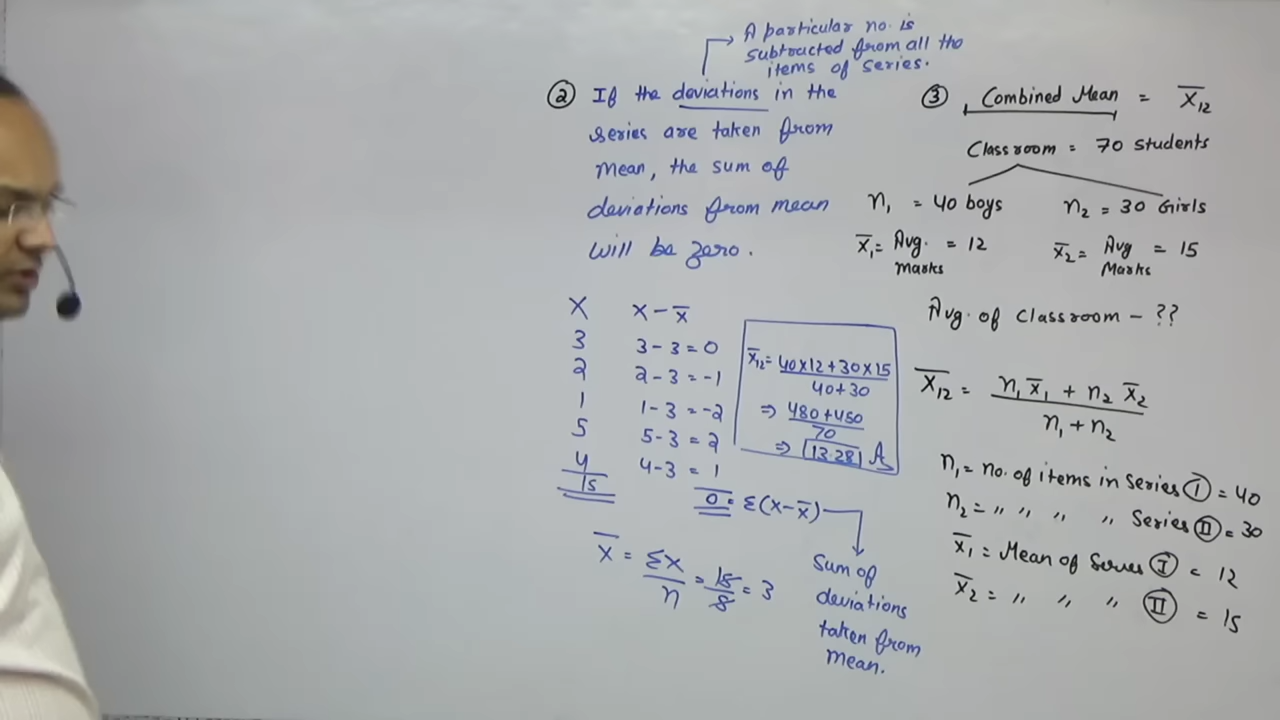 A particular no. is
subtracted from all the
items of series.
② If the deviations in the
series are taken from
mean, the sum of
deviations from mean
will be zero.
X X - X̄
3 3 - 3 = 0
2 2 - 3 = -1
1 1 - 3 = -2
5 5 - 3 = 2
4 4 - 3 = 1
15 0 = Σ(X - X̄)
X̄ = ΣX / n = 15 / 5 = 3
Sum of
deviations
taken from
mean.
X̄₁₂ = 40×12 + 30×15 / 40+30
⇒ 480+450 / 70
⇒ 13.28 A
③ Combined Mean = X̄₁₂
Classroom = 70 students
n₁ = 40 boys n₂ = 30 Girls
X̄₁ = Avg. Marks = 12 X̄₂ = Avg Marks = 15
Avg. of Classroom - ??
X̄₁₂ = n₁X̄₁ + n₂X̄₂ / n₁ + n₂
n₁ = no. of items in Series Ⓘ = 40
n₂ = " " " " Series Ⅱ = 30
X̄₁ = Mean of Series Ⓘ = 12
X̄₂ = " " " Ⅱ = 15